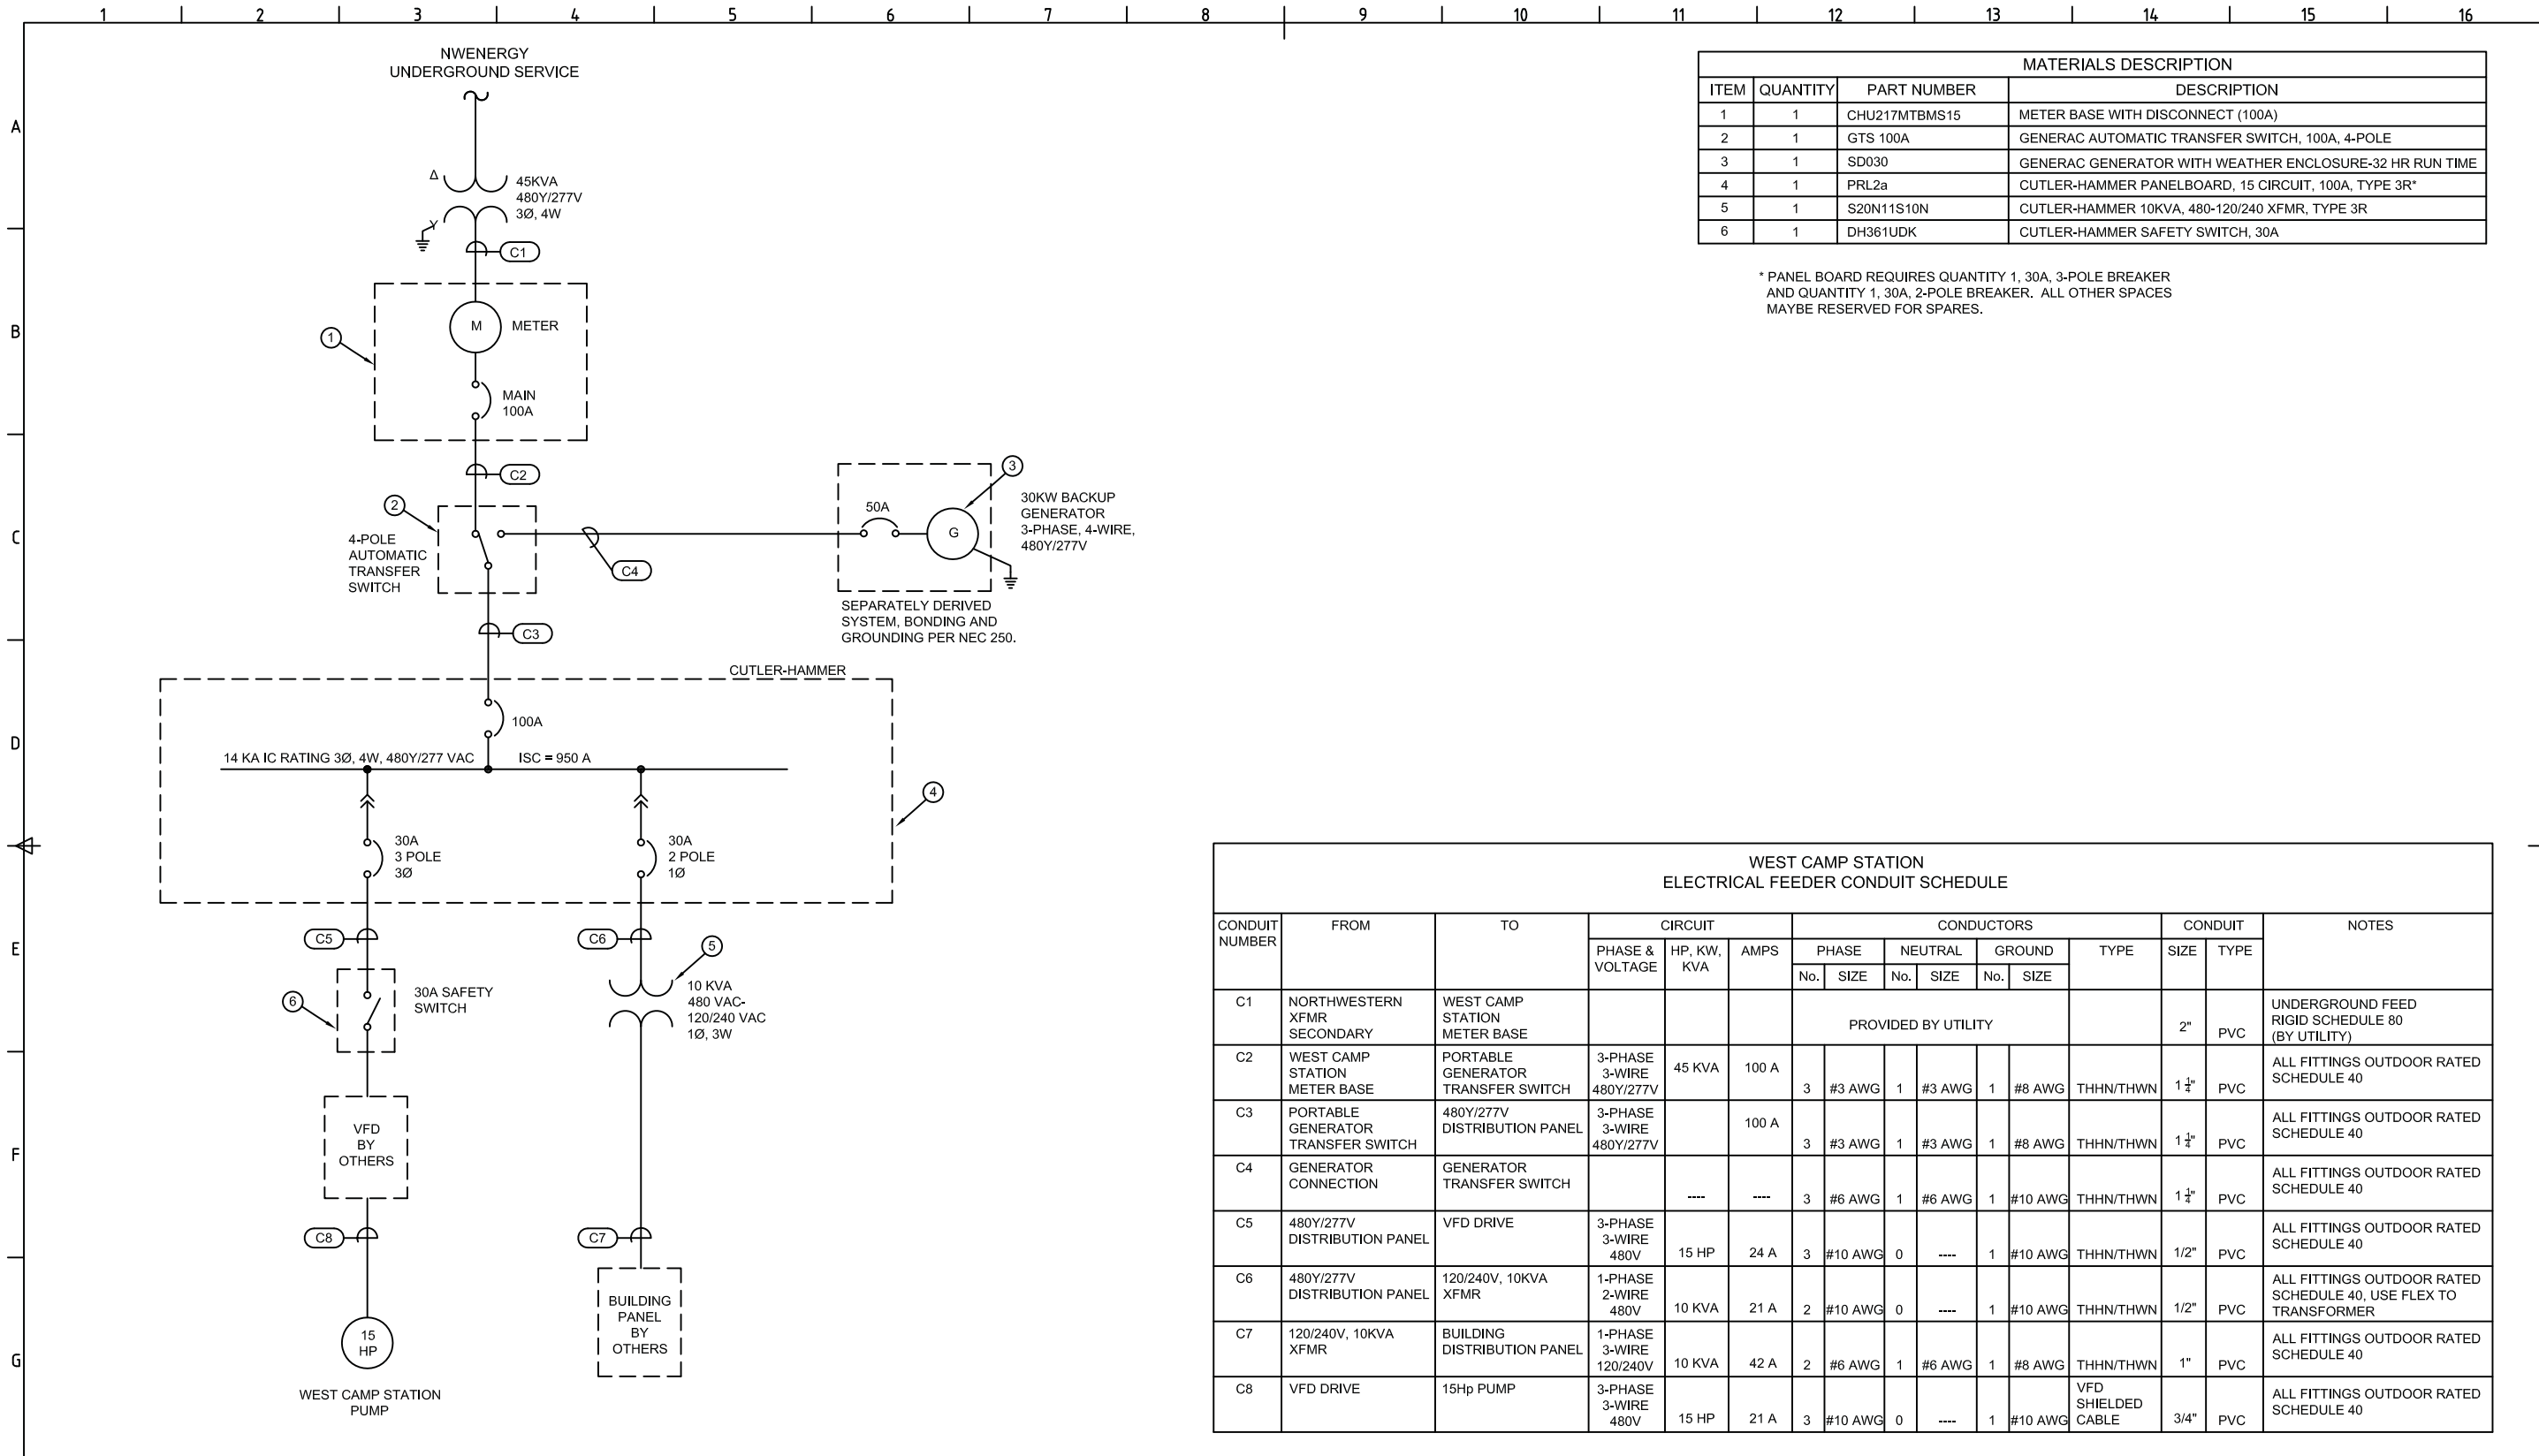 1 2 3 4 5 6 7 8 9 10 11 12 13 14 15 16
A
B
C
D
E
F
G
NWENERGY
UNDERGROUND SERVICE
Δ
45KVA
480Y/277V
3Ø, 4W
Y
C1
1
M
METER
MAIN
100A
C2
2
4-POLE
AUTOMATIC
TRANSFER
SWITCH
C4
50A
G
3
30KW BACKUP
GENERATOR
3-PHASE, 4-WIRE,
480Y/277V
SEPARATELY DERIVED
SYSTEM, BONDING AND
GROUNDING PER NEC 250.
C3
CUTLER-HAMMER
100A
14 KA IC RATING 3Ø, 4W, 480Y/277 VAC
ISC = 950 A
4
30A
3 POLE
3Ø
30A
2 POLE
1Ø
C5
C6
5
6
30A SAFETY
SWITCH
10 KVA
480 VAC-
120/240 VAC
1Ø, 3W
VFD
BY
OTHERS
C8
C7
15
HP
WEST CAMP STATION
PUMP
BUILDING
PANEL
BY
OTHERS
MATERIALS DESCRIPTION
ITEM QUANTITY PART NUMBER DESCRIPTION
1 1 CHU217MTBMS15 METER BASE WITH DISCONNECT (100A)
2 1 GTS 100A GENERAC AUTOMATIC TRANSFER SWITCH, 100A, 4-POLE
3 1 SD030 GENERAC GENERATOR WITH WEATHER ENCLOSURE-32 HR RUN TIME
4 1 PRL2a CUTLER-HAMMER PANELBOARD, 15 CIRCUIT, 100A, TYPE 3R*
5 1 S20N11S10N CUTLER-HAMMER 10KVA, 480-120/240 XFMR, TYPE 3R
6 1 DH361UDK CUTLER-HAMMER SAFETY SWITCH, 30A
* PANEL BOARD REQUIRES QUANTITY 1, 30A, 3-POLE BREAKER
AND QUANTITY 1, 30A, 2-POLE BREAKER. ALL OTHER SPACES
MAYBE RESERVED FOR SPARES.
WEST CAMP STATION
ELECTRICAL FEEDER CONDUIT SCHEDULE
CONDUIT FROM TO CIRCUIT CONDUCTORS CONDUIT NOTES
NUMBER
PHASE & HP, KW, AMPS PHASE NEUTRAL GROUND TYPE SIZE TYPE
VOLTAGE KVA
No. SIZE No. SIZE No. SIZE
C1 NORTHWESTERN WEST CAMP UNDERGROUND FEED
XFMR STATION PROVIDED BY UTILITY 2" PVC RIGID SCHEDULE 80
SECONDARY METER BASE (BY UTILITY)
C2 WEST CAMP PORTABLE 3-PHASE 45 KVA 100 A ALL FITTINGS OUTDOOR RATED
STATION GENERATOR 3-WIRE SCHEDULE 40
METER BASE TRANSFER SWITCH 480Y/277V 3 #3 AWG 1 #3 AWG 1 #8 AWG THHN/THWN 1 1/4" PVC
C3 PORTABLE 480Y/277V 3-PHASE 100 A ALL FITTINGS OUTDOOR RATED
GENERATOR DISTRIBUTION PANEL 3-WIRE SCHEDULE 40
TRANSFER SWITCH 480Y/277V 3 #3 AWG 1 #3 AWG 1 #8 AWG THHN/THWN 1 1/4" PVC
C4 GENERATOR GENERATOR ALL FITTINGS OUTDOOR RATED
CONNECTION TRANSFER SWITCH SCHEDULE 40
---- ---- 3 #6 AWG 1 #6 AWG 1 #10 AWG THHN/THWN 1 1/4" PVC
C5 480Y/277V VFD DRIVE 3-PHASE ALL FITTINGS OUTDOOR RATED
DISTRIBUTION PANEL 3-WIRE SCHEDULE 40
480V 15 HP 24 A 3 #10 AWG 0 ---- 1 #10 AWG THHN/THWN 1/2" PVC
C6 480Y/277V 120/240V, 10KVA 1-PHASE ALL FITTINGS OUTDOOR RATED
DISTRIBUTION PANEL XFMR 2-WIRE SCHEDULE 40, USE FLEX TO
480V 10 KVA 21 A 2 #10 AWG 0 ---- 1 #10 AWG THHN/THWN 1/2" PVC TRANSFORMER
C7 120/240V, 10KVA BUILDING 1-PHASE ALL FITTINGS OUTDOOR RATED
XFMR DISTRIBUTION PANEL 3-WIRE SCHEDULE 40
120/240V 10 KVA 42 A 2 #6 AWG 1 #6 AWG 1 #8 AWG THHN/THWN 1" PVC
C8 VFD DRIVE 15Hp PUMP 3-PHASE VFD ALL FITTINGS OUTDOOR RATED
3-WIRE SHIELDED SCHEDULE 40
480V 15 HP 21 A 3 #10 AWG 0 ---- 1 #10 AWG CABLE 3/4" PVC